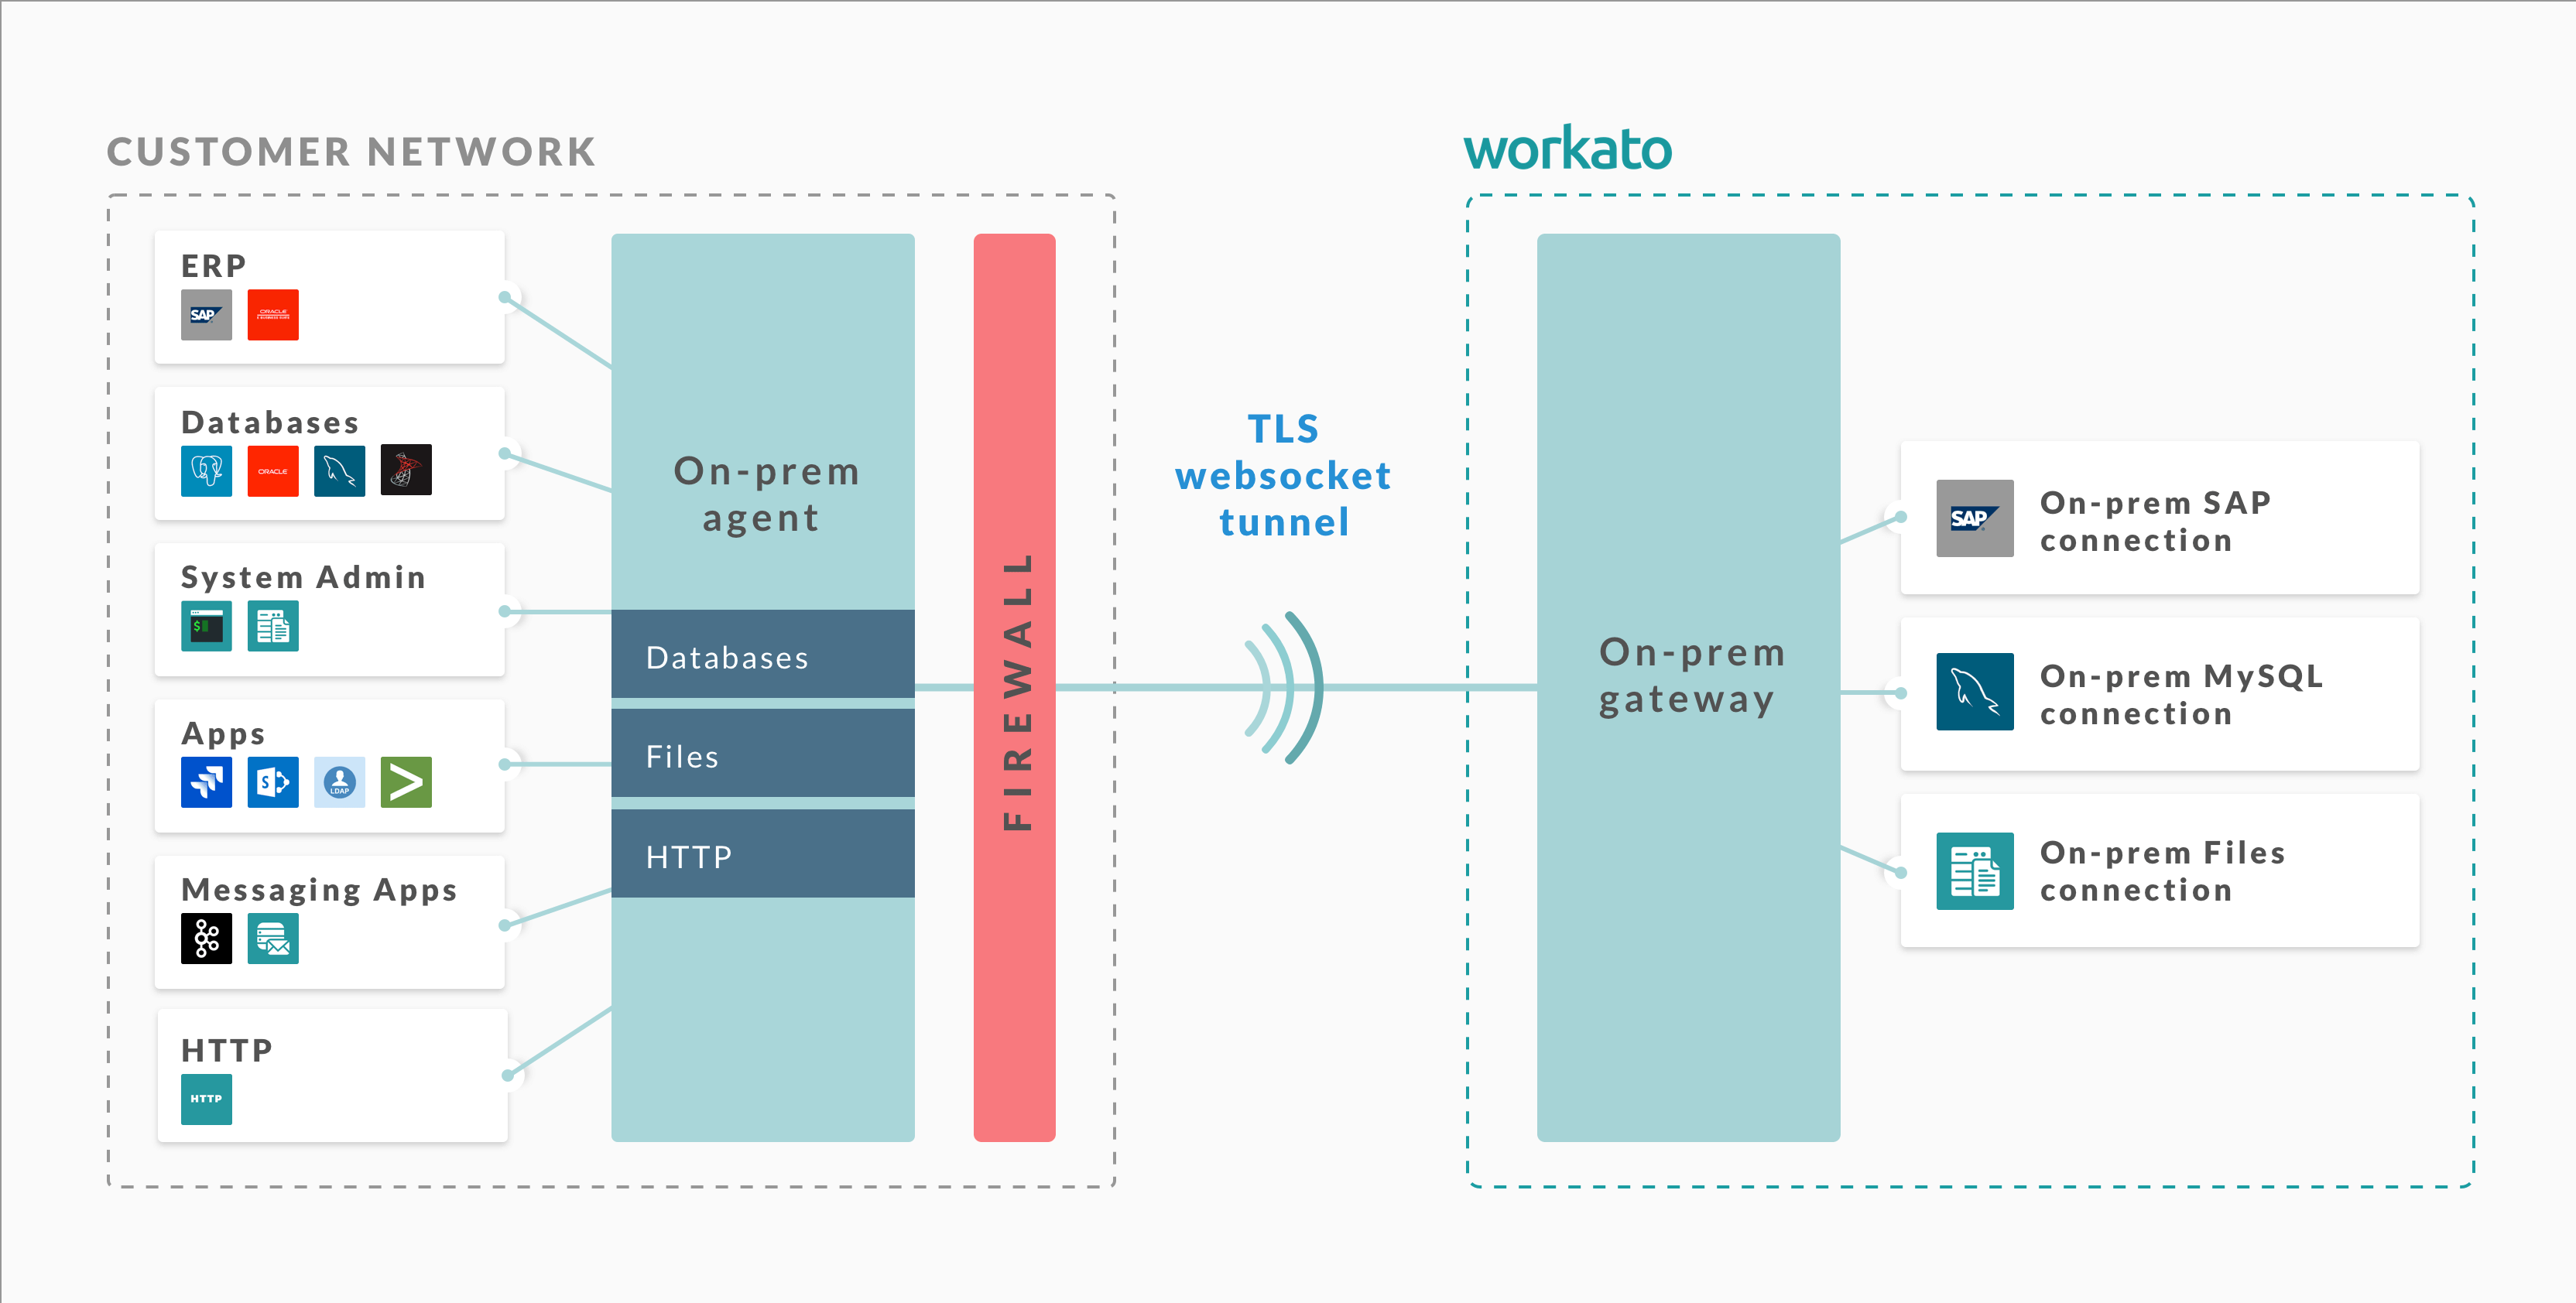 CUSTOMER NETWORK
workato
ERP
SAP
ORACLE
E-BUSINESS SUITE
Databases
ORACLE
System Admin
$
Apps
S
LDAP
>
Messaging Apps
HTTP
HTTP
On-prem
agent
Databases
Files
HTTP
FIREWALL
TLS
websocket
tunnel
On-prem
gateway
SAP
On-prem SAP
connection
On-prem MySQL
connection
On-prem Files
connection